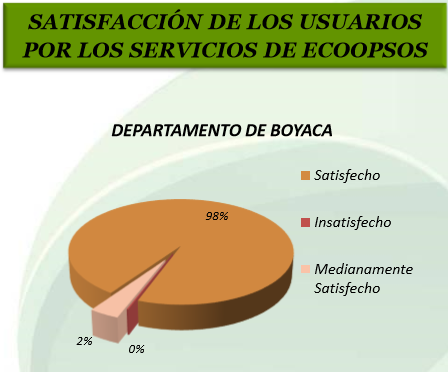 SATISFACCIÓN DE LOS USUARIOS
POR LOS SERVICIOS DE ECOOPSOS
DEPARTAMENTO DE BOYACA
Satisfecho
98%
Insatisfecho
Medianamente
Satisfecho
2%
0%